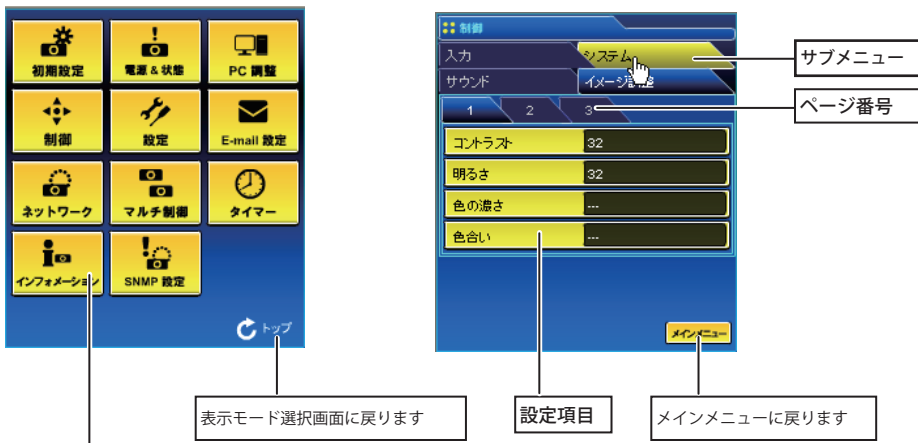 初期設定
電源 & 状態
PC 調整
制御
設定
E-mail 設定
ネットワーク
マルチ制御
タイマー
インフォメーション
SNMP 設定
トップ
表示モード選択画面に戻ります
制御
入力
システム
サウンド
イメージ調整
1
2
3
コントラスト
32
明るさ
32
色の濃さ
---
色合い
---
メインメニュー
サブメニュー
ページ番号
設定項目
メインメニューに戻ります